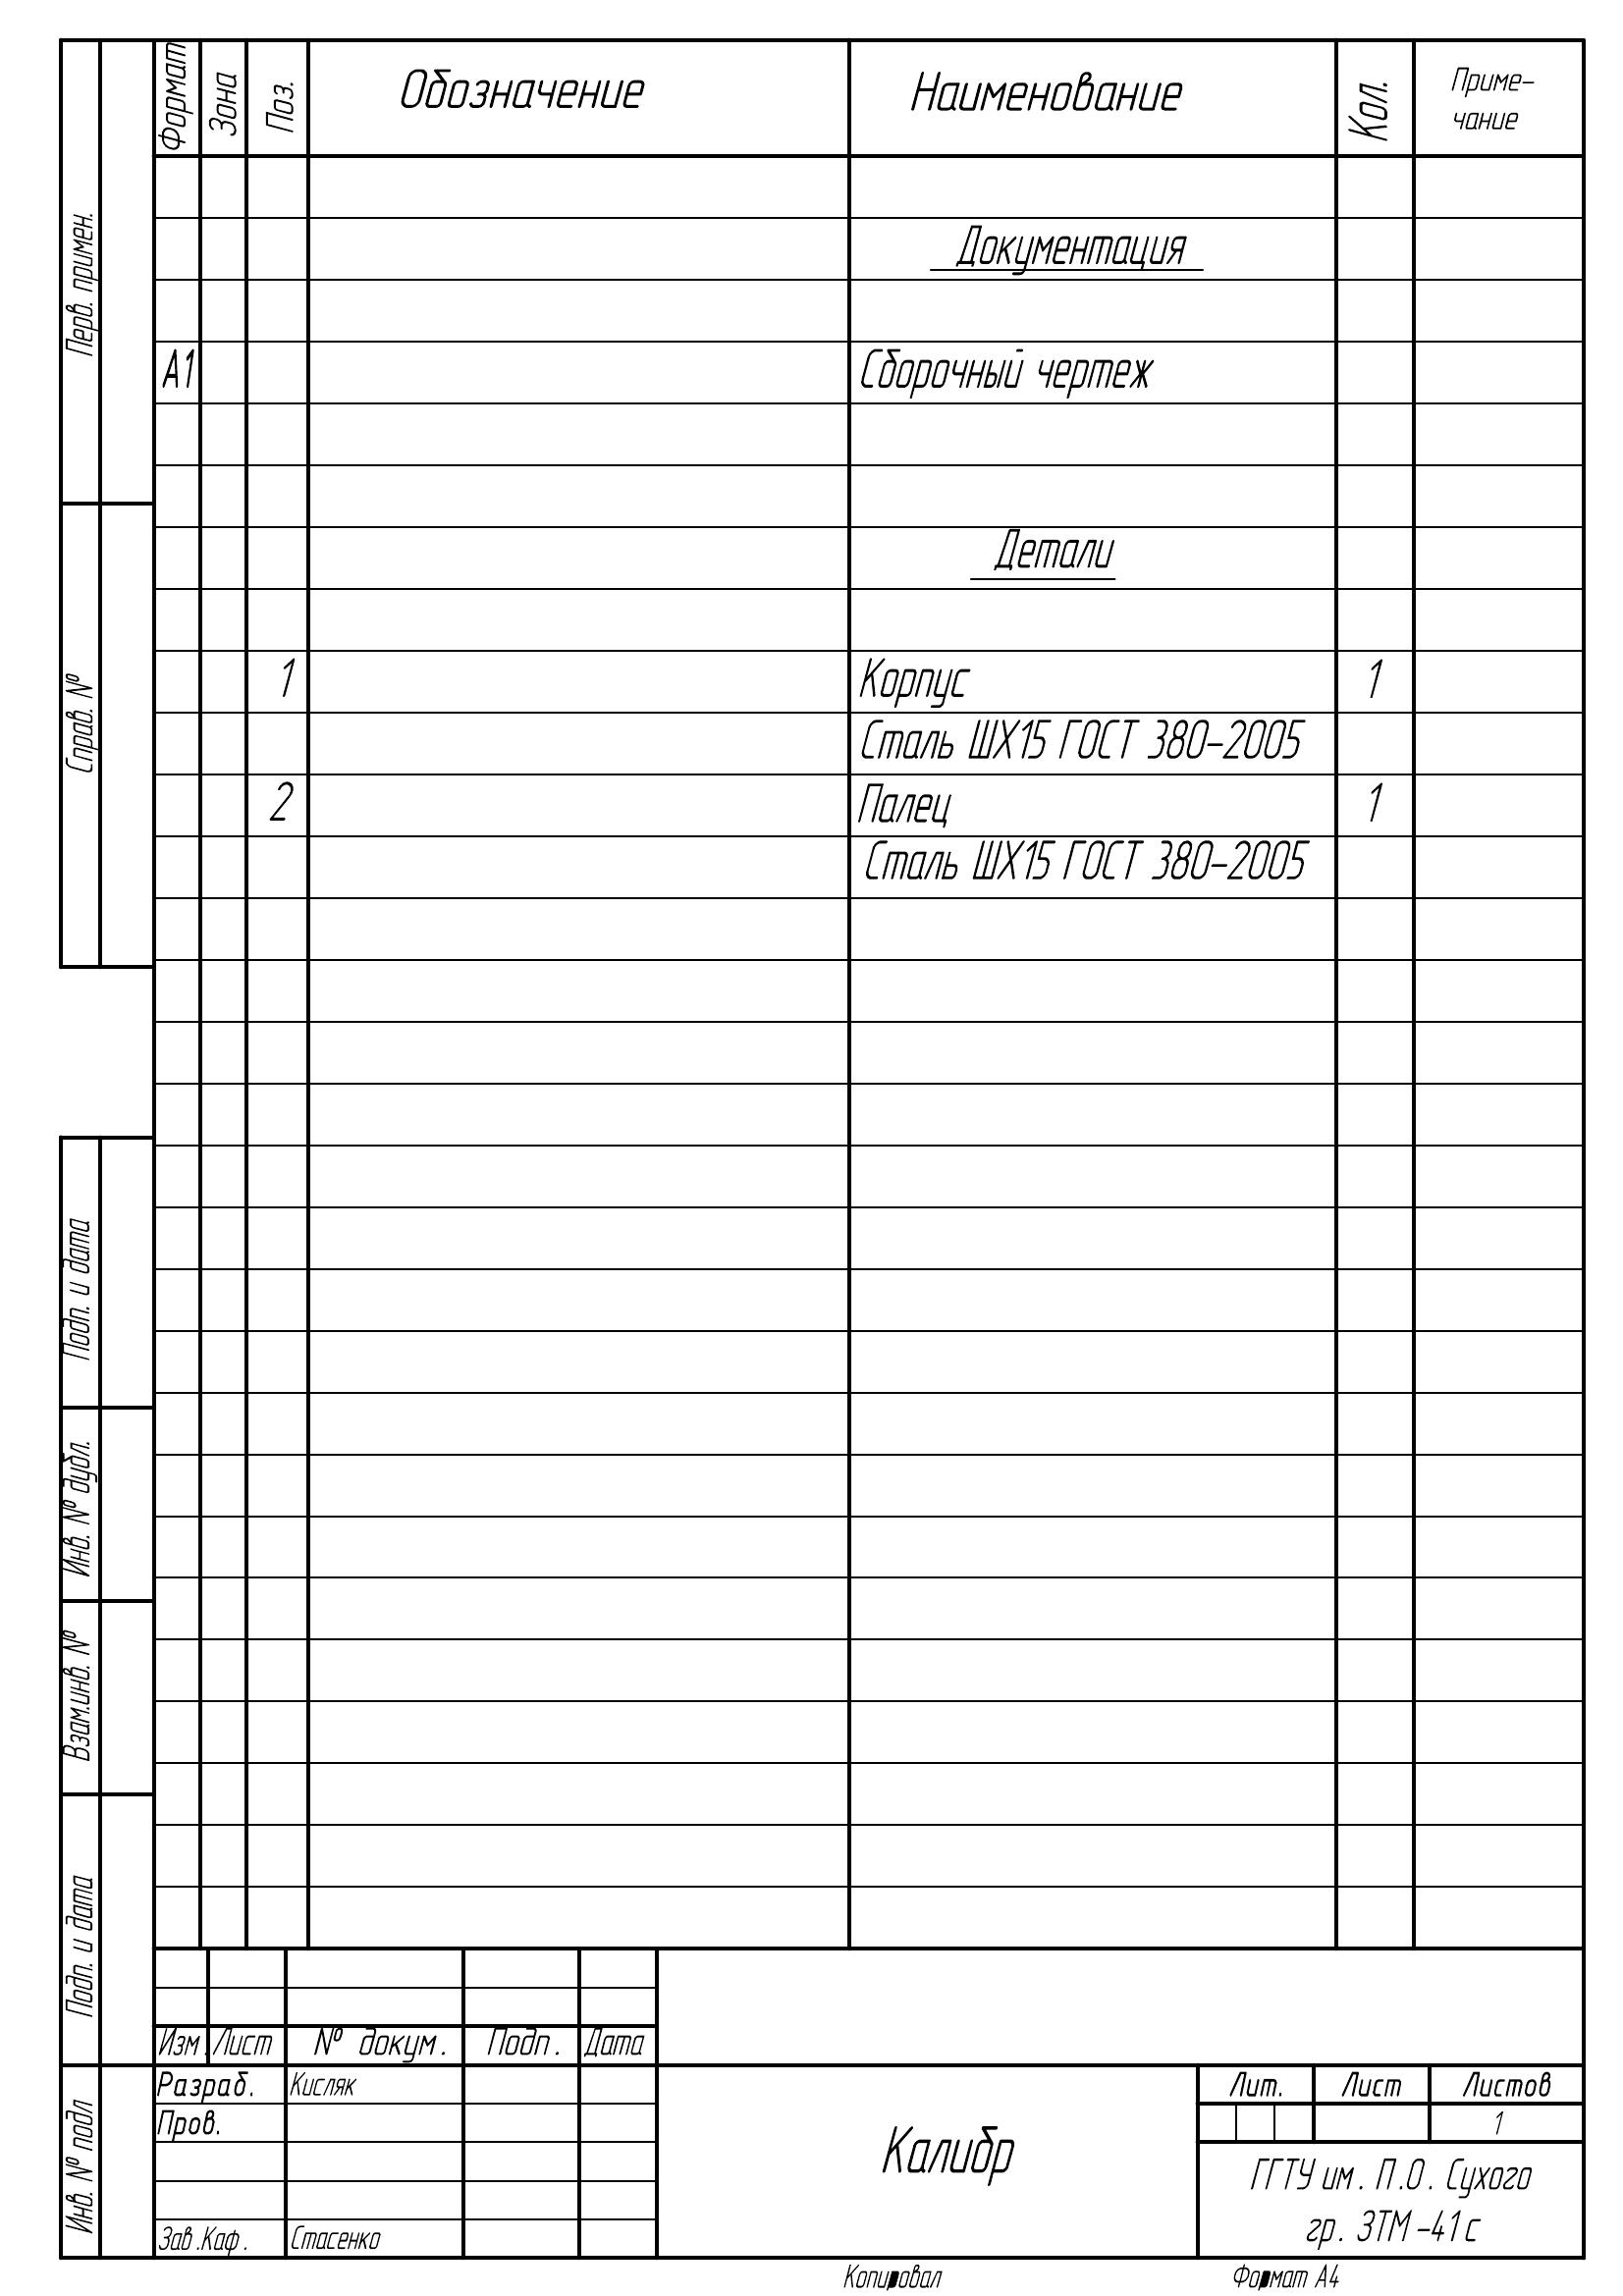 Формат Зона Поз. Обозначение Наименование Кол. Приме-
чание
Документация
А1 Сборочный чертеж
Детали
1 Корпус 1
Сталь ШХ15 ГОСТ 380-2005
2 Палец 1
Сталь ШХ15 ГОСТ 380-2005
Перв. примен.
Справ. №
Подп. и дата
Инв. № дубл.
Взам.инв. №
Подп. и дата
Инв. № подл
Изм. Лист № докум. Подп. Дата
Разраб. Кисляк
Пров.
Зав.Каф. Стасенко
Калибр
Лит. Лист Листов
1
ГГТУ им. П.О. Сухого
гр. ЗТМ-41с
Копировал Формат А4